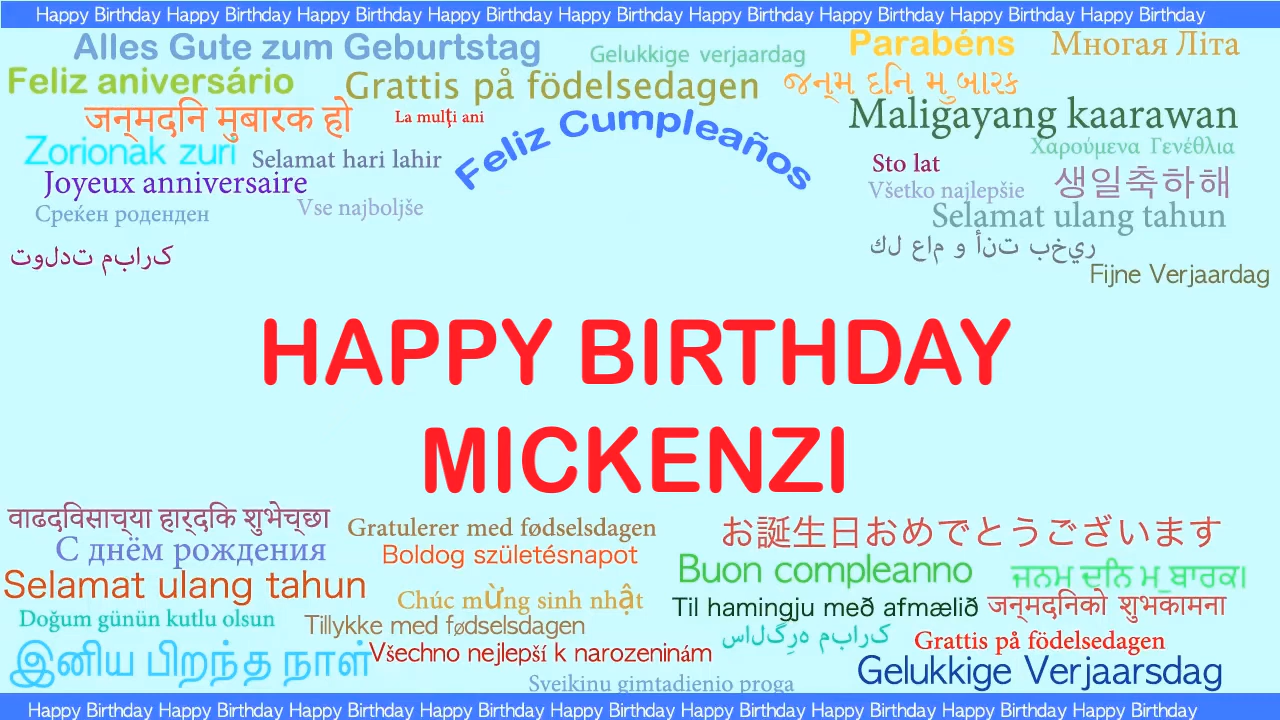 Happy Birthday Happy Birthday Happy Birthday Happy Birthday Happy Birthday Happy Birthday Happy Birthday Happy Birthday Happy Birthday
Alles Gute zum Geburtstag
Gelukkige verjaardag
Parabéns
Многая Літа
Feliz aniversário
Grattis på födelsedagen
જન્મ દિન મુબારક
जन्मदिन मुबारक हो
La mulţi ani
Feliz Cumpleaños
Maligayang kaarawan
Zorionak zuri
Selamat hari lahir
Χαρούμενα Γενέθλια
Sto lat
Joyeux anniversaire
Všetko najlepšie
생일축하해
Среќен роденден
Vse najboljše
Selamat ulang tahun
تولدت مبارک
كل عام و أنت بخير
Fijne Verjaardag
HAPPY BIRTHDAY
MICKENZI
वाढदिवसाच्या हार्दिक शुभेच्छा
Gratulerer med fødselsdagen
お誕生日おめでとうございます
С днём рождения
Boldog születésnapot
Buon compleanno
ਜਨਮ ਦਿਨ ਮੁਬਾਰਕ।
Selamat ulang tahun
Chúc mừng sinh nhật
Til hamingju með afmælið
जन्मदिनको शुभकामना
Doğum günün kutlu olsun
Tillykke med fødselsdagen
سالگرِہ مبارک
Grattis på födelsedagen
இனிய பிறந்த நாள்
Všechno nejlepší k narozeninám
Gelukkige Verjaarsdag
Sveikinu gimtadienio proga
Happy Birthday Happy Birthday Happy Birthday Happy Birthday Happy Birthday Happy Birthday Happy Birthday Happy Birthday Happy Birthday